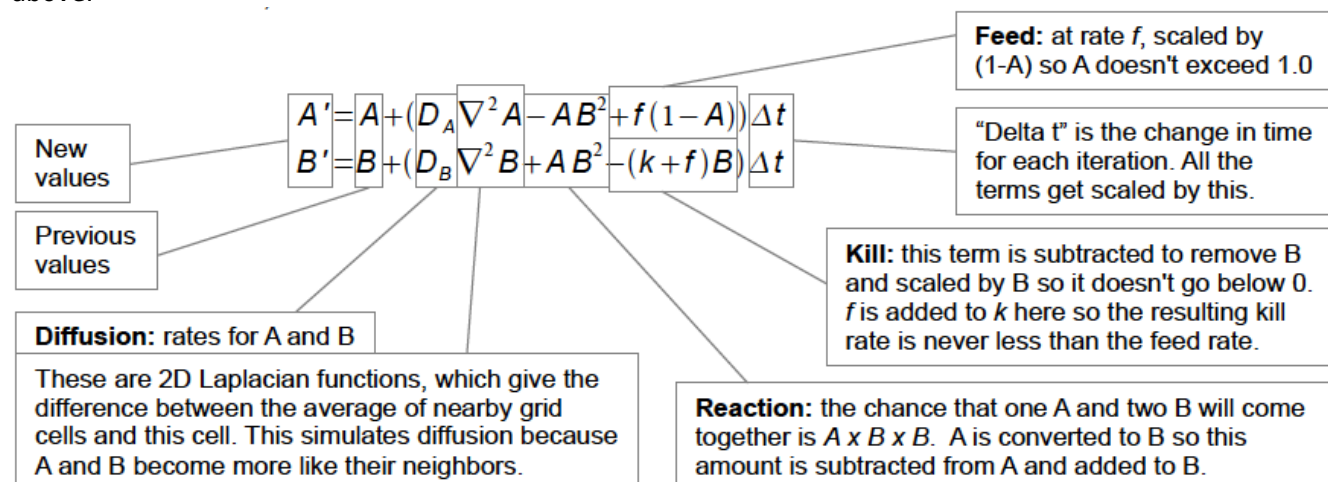 above.
Feed: at rate f, scaled by
(1-A) so A doesn't exceed 1.0
A'=A+(D_A∇²A−AB²+f(1−A))Δt
B'=B+(D_B∇²B+AB²−(k+f)B)Δt
New
values
"Delta t" is the change in time
for each iteration. All the
terms get scaled by this.
Previous
values
Kill: this term is subtracted to remove B
and scaled by B so it doesn't go below 0.
f is added to k here so the resulting kill
rate is never less than the feed rate.
Diffusion: rates for A and B
These are 2D Laplacian functions, which give the
difference between the average of nearby grid
cells and this cell. This simulates diffusion because
A and B become more like their neighbors.
Reaction: the chance that one A and two B will come
together is A x B x B. A is converted to B so this
amount is subtracted from A and added to B.